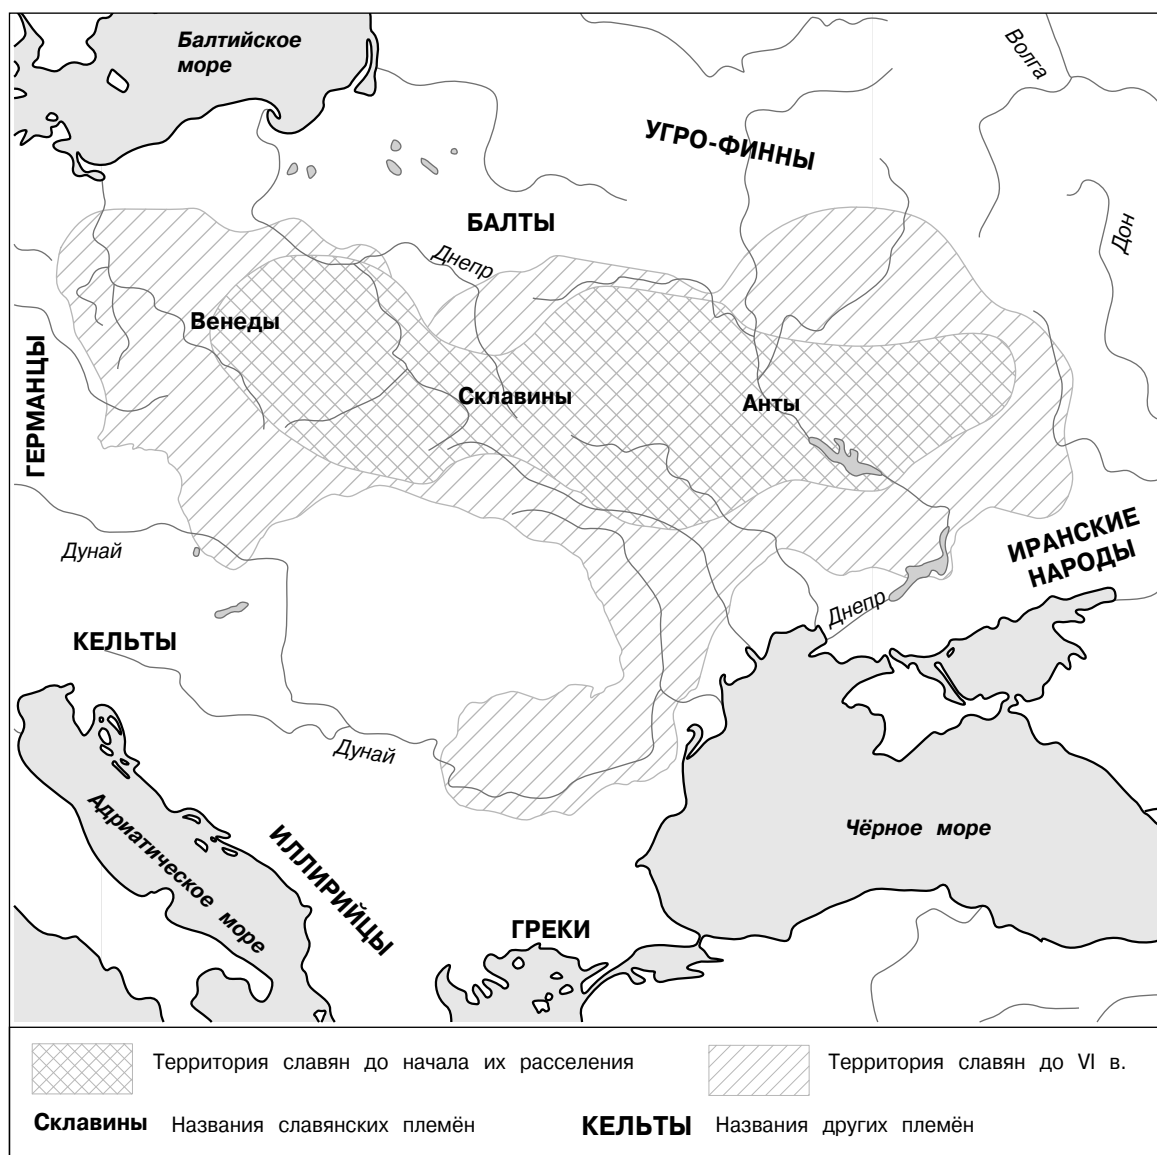 Балтийское
море
Волга
УГРО-ФИННЫ
БАЛТЫ
Дон
Днепр
Венеды
ГЕРМАНЦЫ
Склавины
Анты
ИРАНСКИЕ
НАРОДЫ
Дунай
Днепр
КЕЛЬТЫ
Дунай
Адриатическое море
ИЛЛИРИЙЦЫ
Чёрное море
ГРЕКИ
Территория славян до начала их расселения
Территория славян до VI в.
Склавины Названия славянских племён
КЕЛЬТЫ Названия других племён